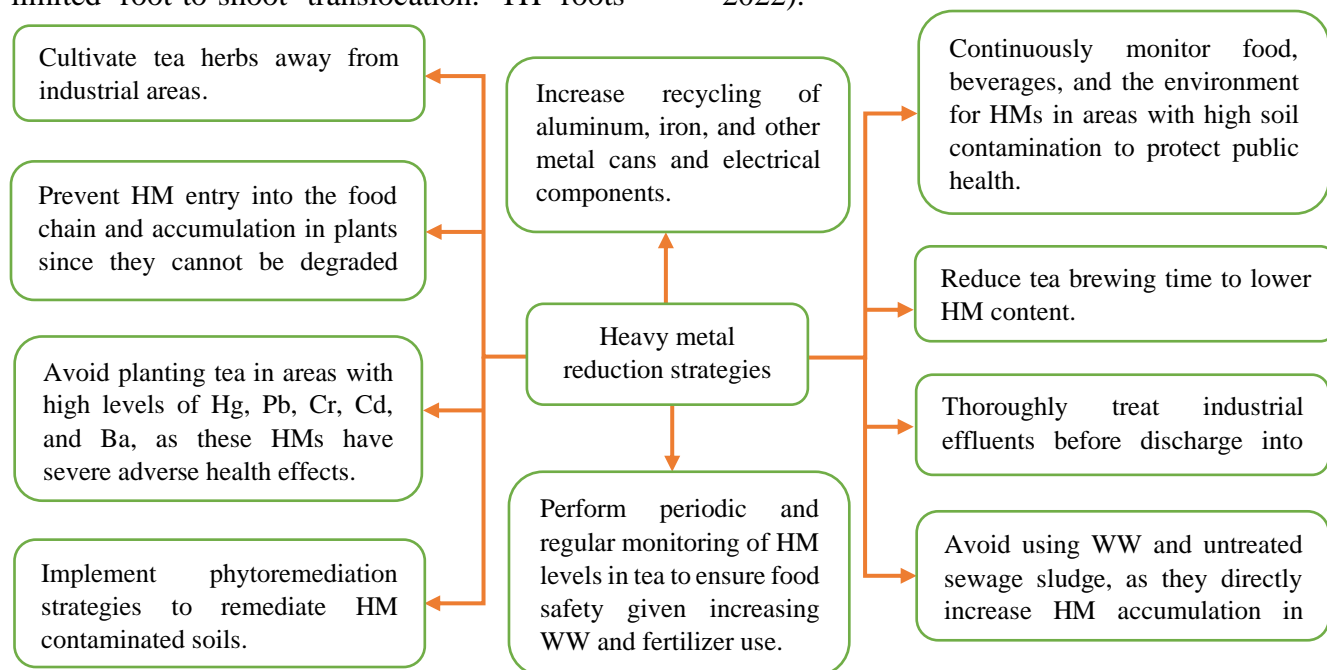 limited root-to-shoot translocation. HT roots
2022).
Cultivate tea herbs away from
industrial areas.
Prevent HM entry into the food
chain and accumulation in plants
since they cannot be degraded
Avoid planting tea in areas with
high levels of Hg, Pb, Cr, Cd,
and Ba, as these HMs have
severe adverse health effects.
Implement phytoremediation
strategies to remediate HM
contaminated soils.
Increase recycling of
aluminum, iron, and other
metal cans and electrical
components.
Heavy metal
reduction strategies
Perform periodic and
regular monitoring of HM
levels in tea to ensure food
safety given increasing
WW and fertilizer use.
Continuously monitor food,
beverages, and the environment
for HMs in areas with high soil
contamination to protect public
health.
Reduce tea brewing time to lower
HM content.
Thoroughly treat industrial
effluents before discharge into
Avoid using WW and untreated
sewage sludge, as they directly
increase HM accumulation in